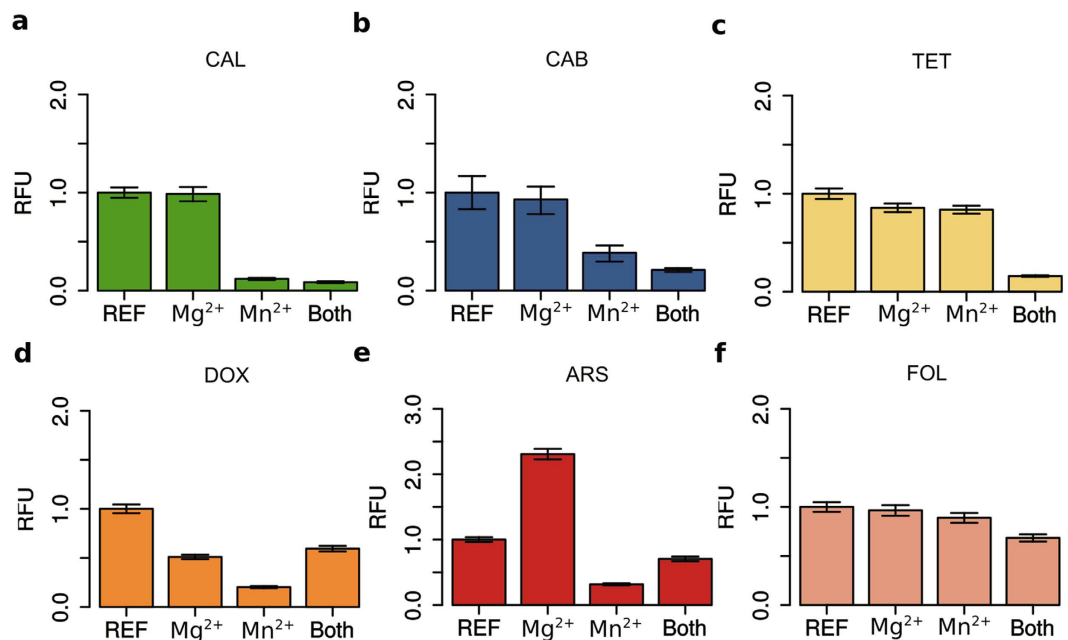 a
CAL
RFU
2.0
1.0
0.0
REF Mg²⁺ Mn²⁺ Both
b
CAB
RFU
2.0
1.0
0.0
REF Mg²⁺ Mn²⁺ Both
c
TET
RFU
2.0
1.0
0.0
REF Mg²⁺ Mn²⁺ Both
d
DOX
RFU
2.0
1.0
0.0
REF Mg²⁺ Mn²⁺ Both
e
ARS
RFU
3.0
2.0
1.0
0.0
REF Mg²⁺ Mn²⁺ Both
f
FOL
RFU
2.0
1.0
0.0
REF Mg²⁺ Mn²⁺ Both